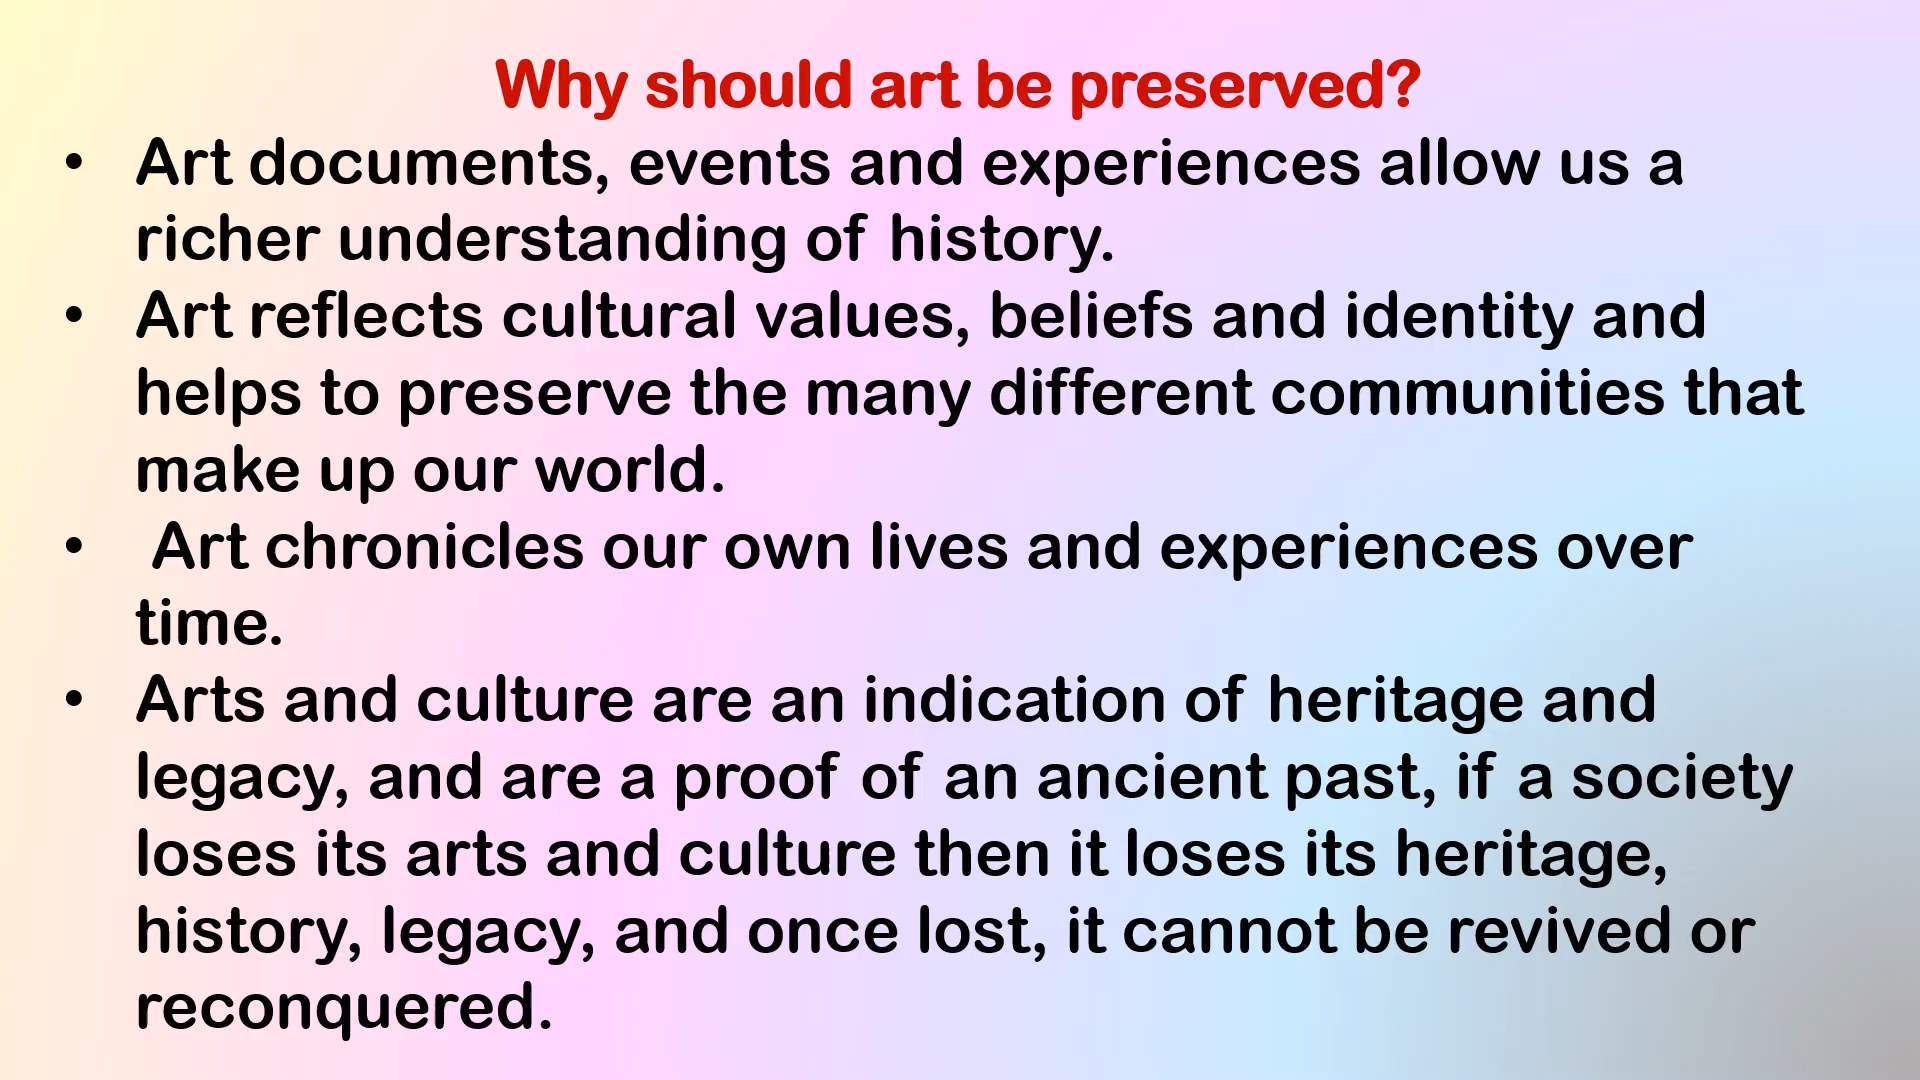 Why should art be preserved?
• Art documents, events and experiences allow us a
richer understanding of history.
• Art reflects cultural values, beliefs and identity and
helps to preserve the many different communities that
make up our world.
• Art chronicles our own lives and experiences over
time.
• Arts and culture are an indication of heritage and
legacy, and are a proof of an ancient past, if a society
loses its arts and culture then it loses its heritage,
history, legacy, and once lost, it cannot be revived or
reconquered.